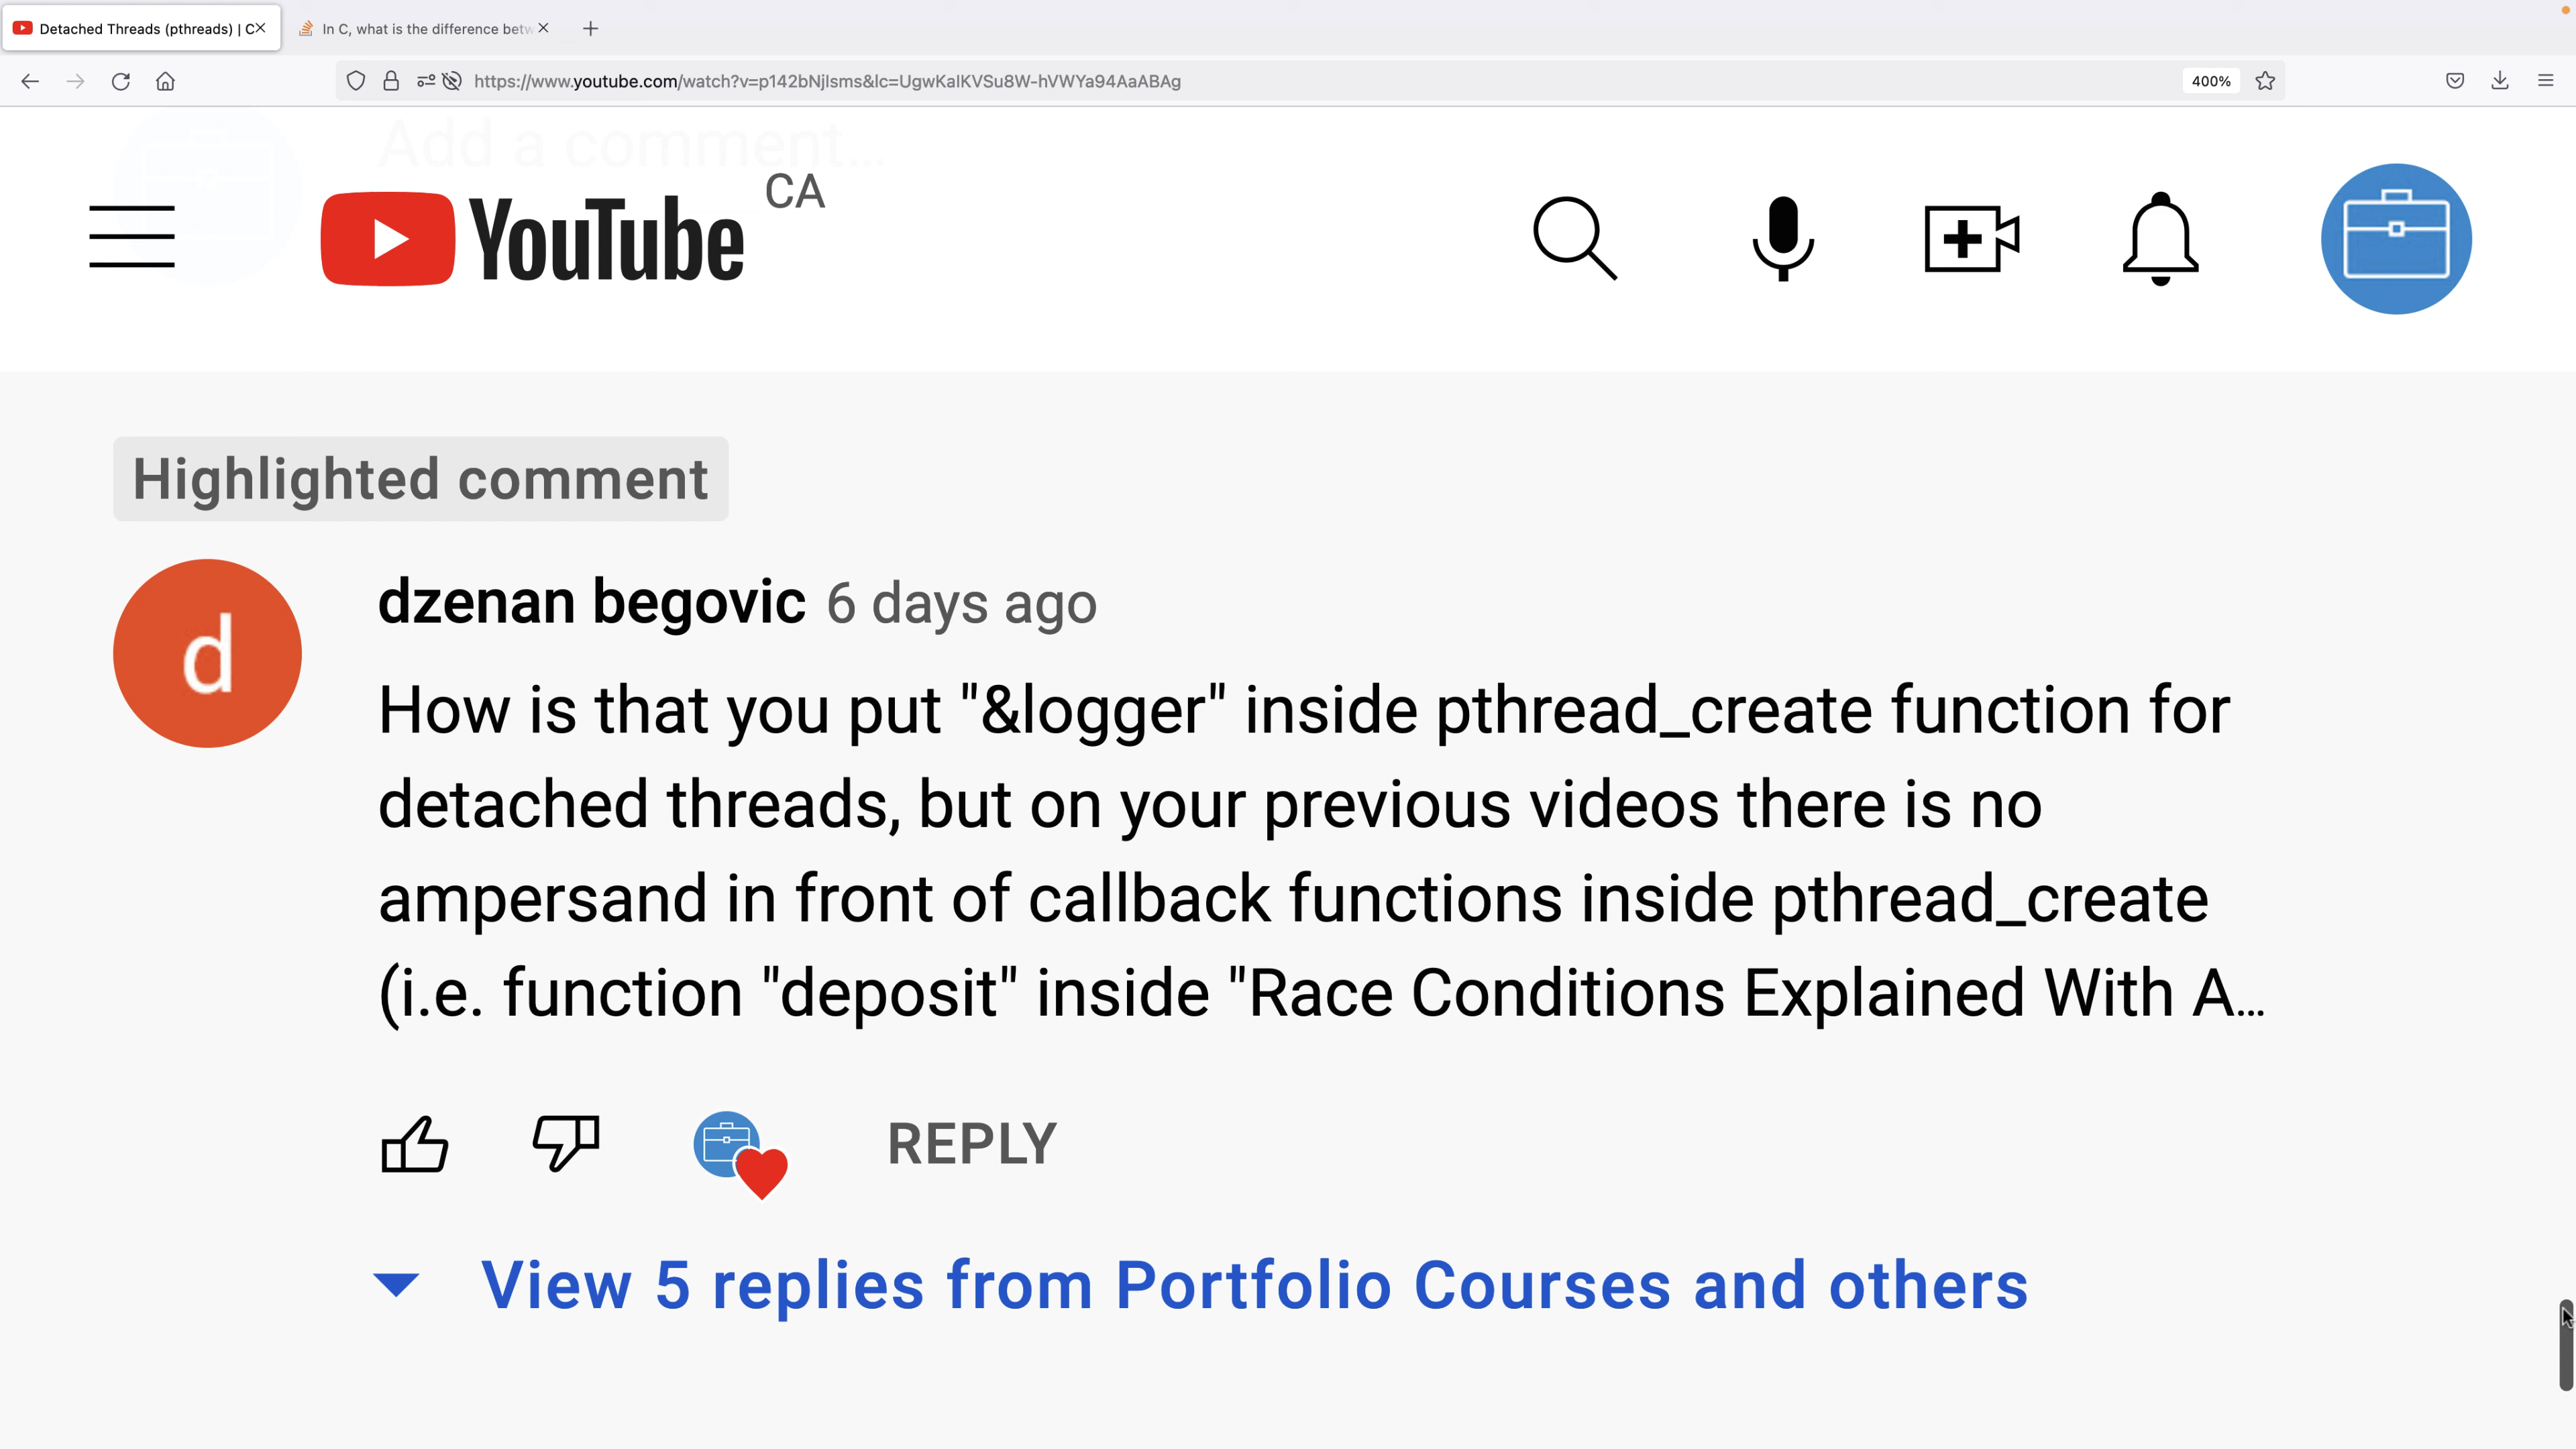 Detached Threads (pthreads) | C
In C, what is the difference betw
https://www.youtube.com/watch?v=p142bNjlsms&lc=UgwKalKVSu8W-hVWYa94AaABAg
400%
Add a comment...
YouTube CA
Highlighted comment
d
dzenan begovic 6 days ago
How is that you put "&logger" inside pthread_create function for
detached threads, but on your previous videos there is no
ampersand in front of callback functions inside pthread_create
(i.e. function "deposit" inside "Race Conditions Explained With A...
REPLY
View 5 replies from Portfolio Courses and others